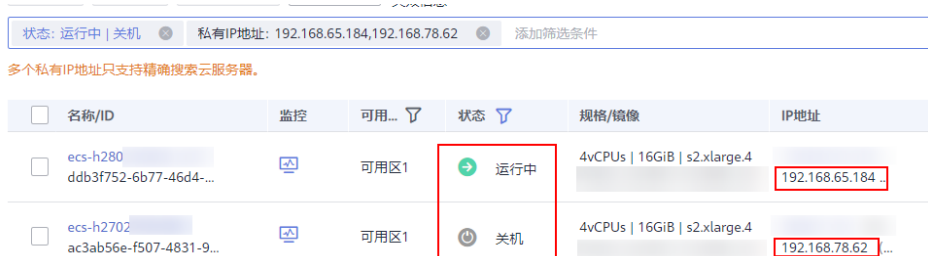 状态: 运行中 | 关机 私有IP地址: 192.168.65.184,192.168.78.62 添加筛选条件
多个私有IP地址只支持精确搜索云服务器。
名称/ID 监控 可用... 状态 规格/镜像 IP地址
ecs-h280
ddb3f752-6b77-46d4-...
可用区1 运行中
4vCPUs | 16GiB | s2.xlarge.4
192.168.65.184 ..
ecs-h2702
ac3ab56e-f507-4831-9...
可用区1 关机
4vCPUs | 16GiB | s2.xlarge.4
192.168.78.62 (...